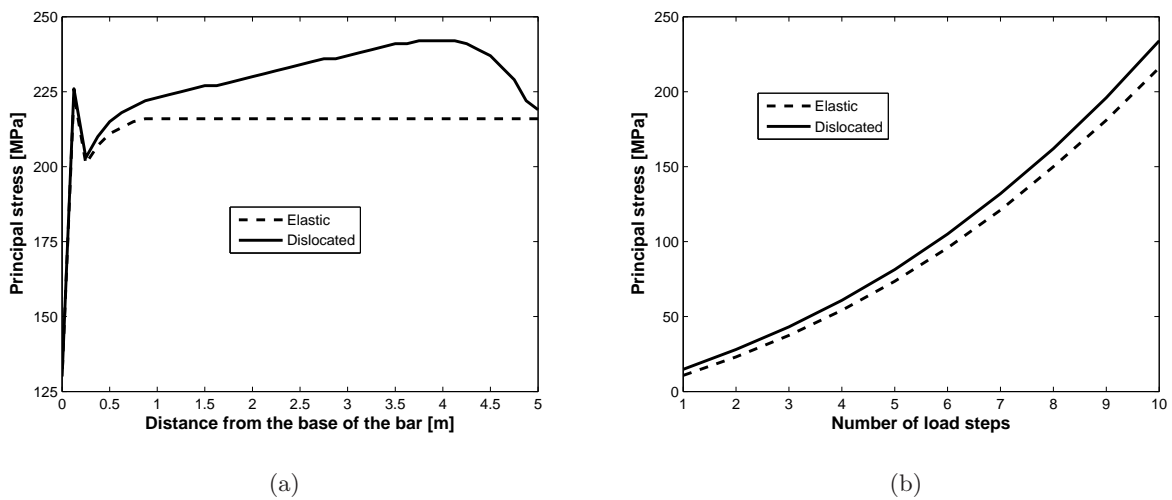 250
225
200
175
150
125
Principal stress [MPa]
Elastic
Dislocated
0 0.5 1 1.5 2 2.5 3 3.5 4 4.5 5
Distance from the base of the bar [m]
(a)
250
200
150
100
50
0
Principal stress [MPa]
Elastic
Dislocated
1 2 3 4 5 6 7 8 9 10
Number of load steps
(b)